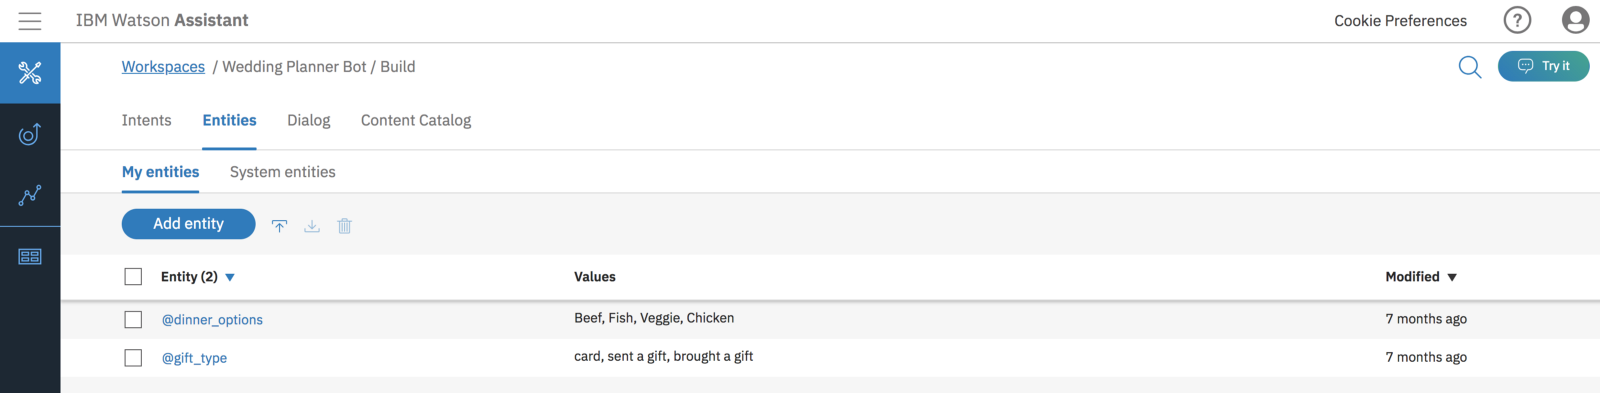 IBM Watson Assistant Cookie Preferences ?
Workspaces / Wedding Planner Bot / Build Try it
Intents Entities Dialog Content Catalog
My entities System entities
Add entity
Entity (2) Values Modified
@dinner_options Beef, Fish, Veggie, Chicken 7 months ago
@gift_type card, sent a gift, brought a gift 7 months ago